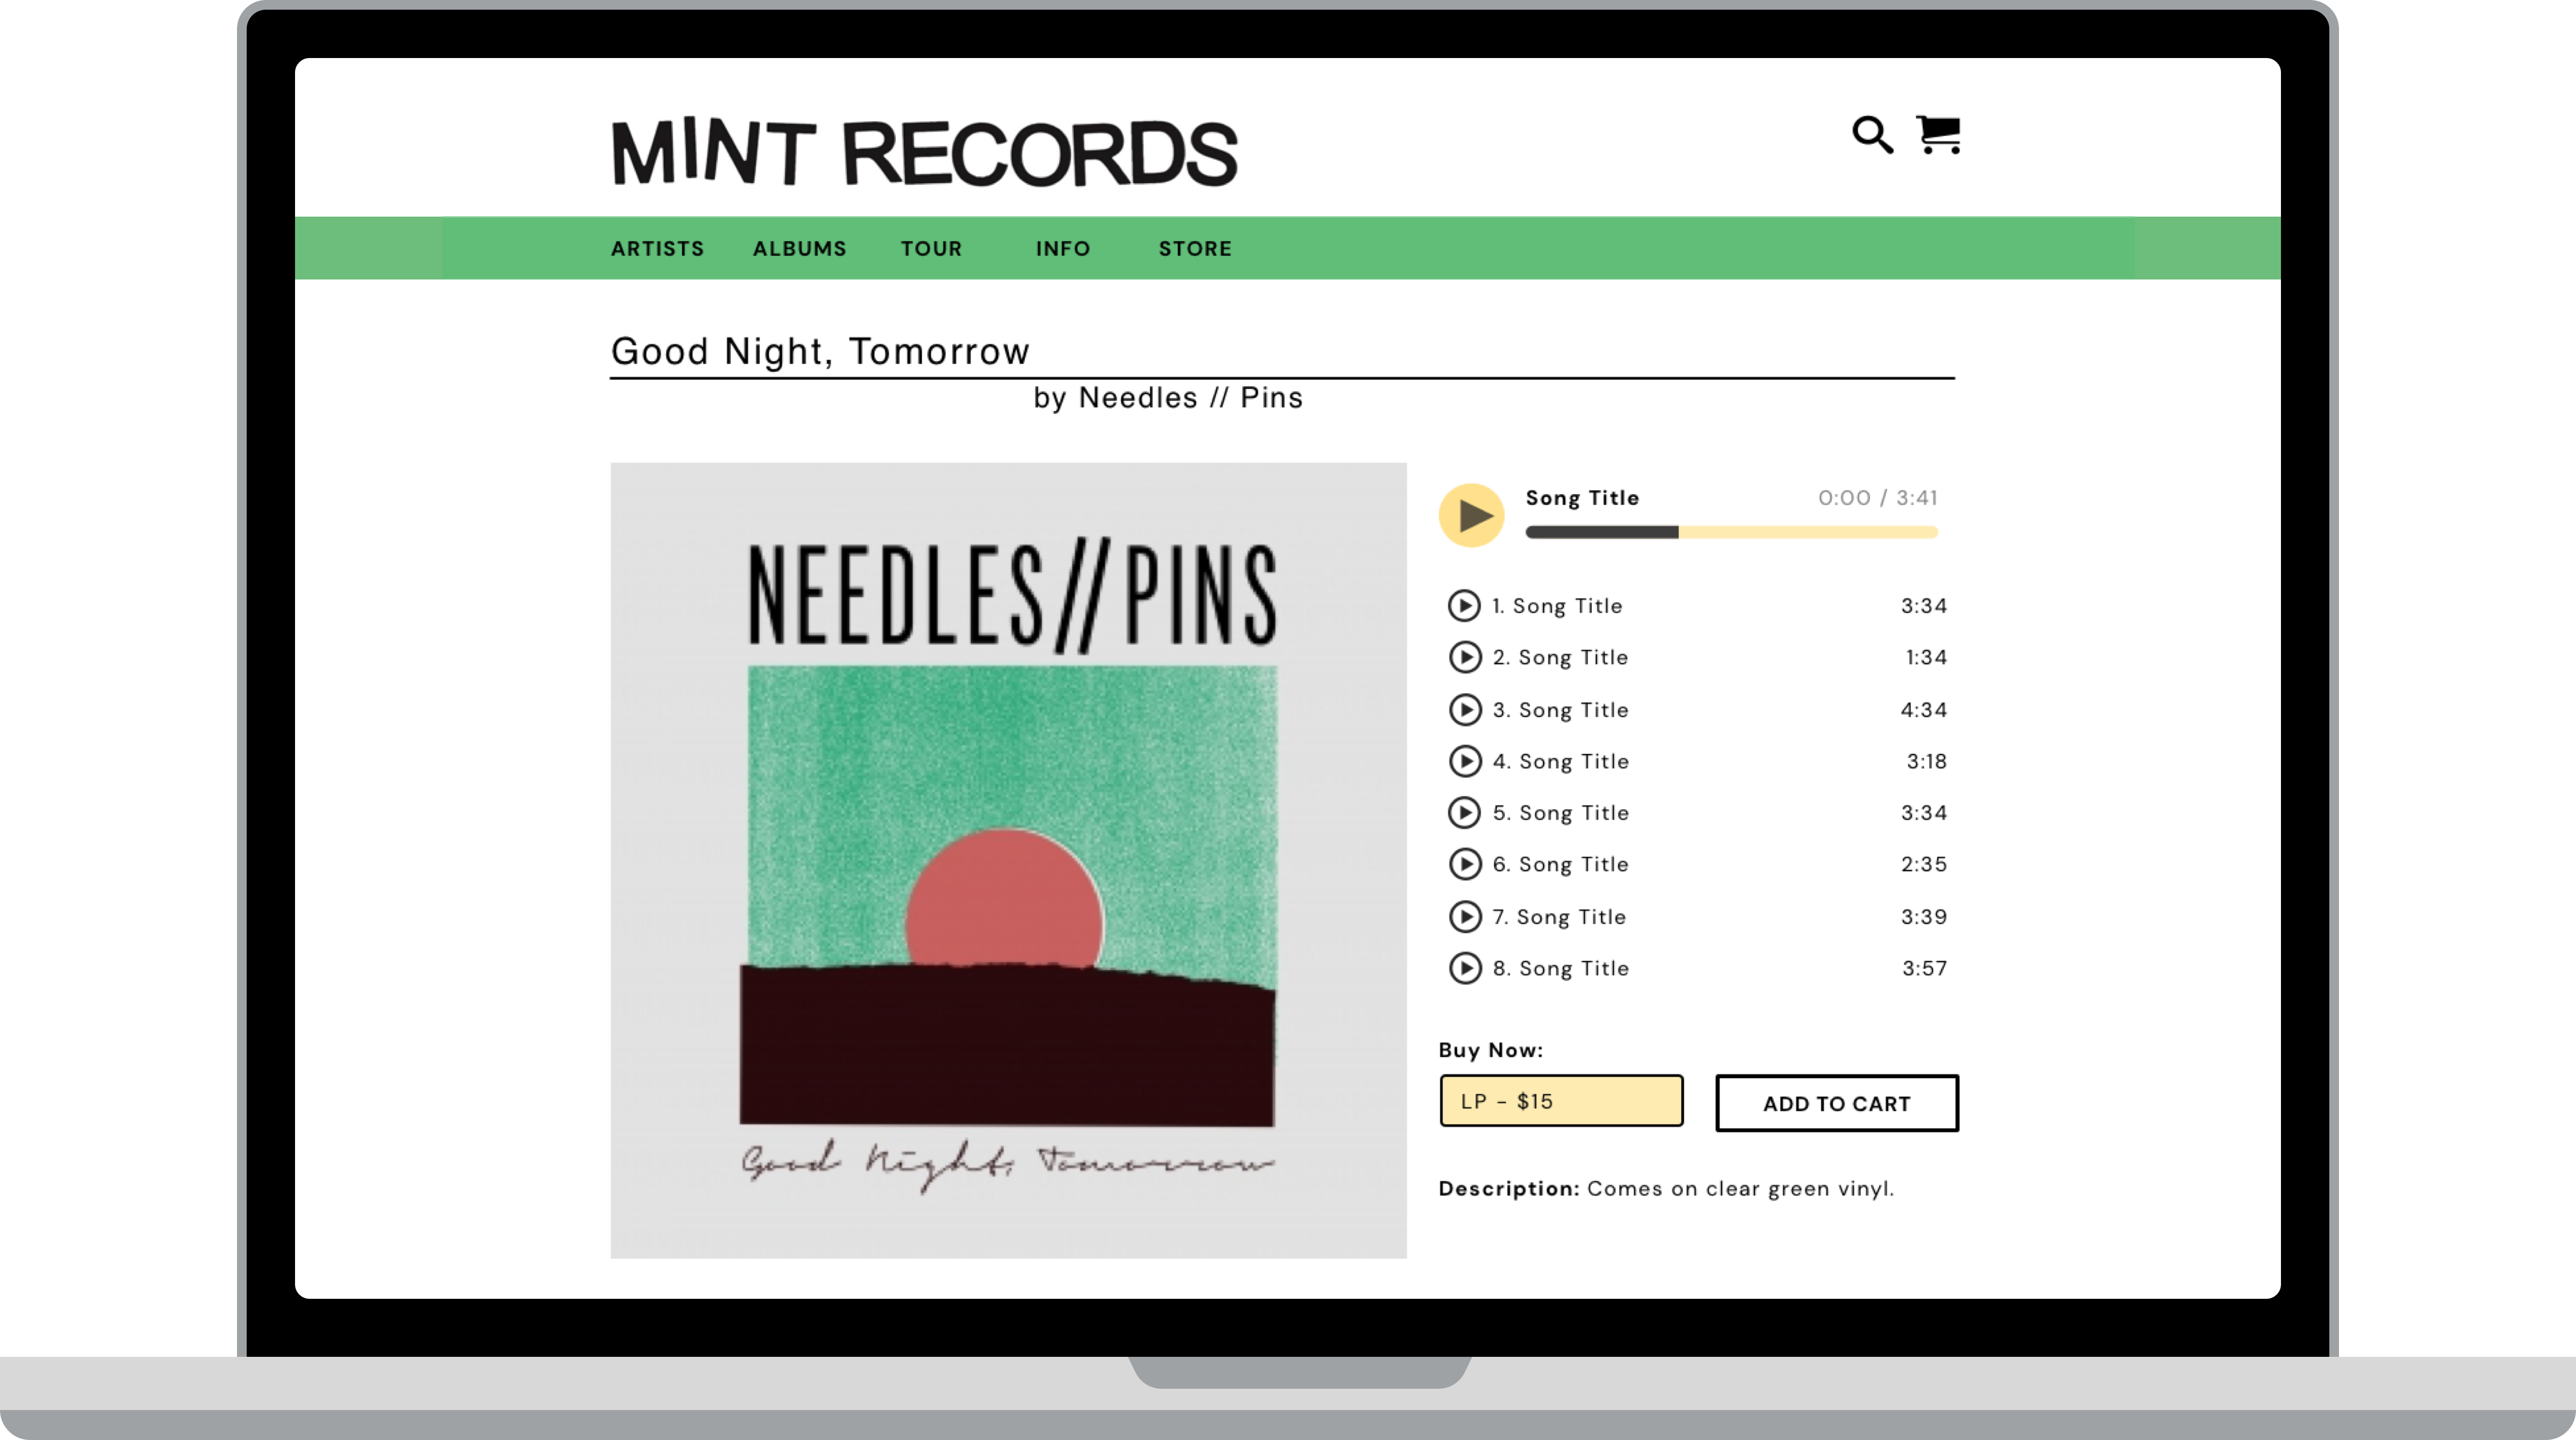 MINT RECORDS
ARTISTS ALBUMS TOUR INFO STORE
Good Night, Tomorrow
by Needles // Pins
NEEDLES//PINS
Good Night, Tomorrow
Song Title 0:00 / 3:41
1. Song Title 3:34
2. Song Title 1:34
3. Song Title 4:34
4. Song Title 3:18
5. Song Title 3:34
6. Song Title 2:35
7. Song Title 3:39
8. Song Title 3:57
Buy Now:
LP - $15 ADD TO CART
Description: Comes on clear green vinyl.